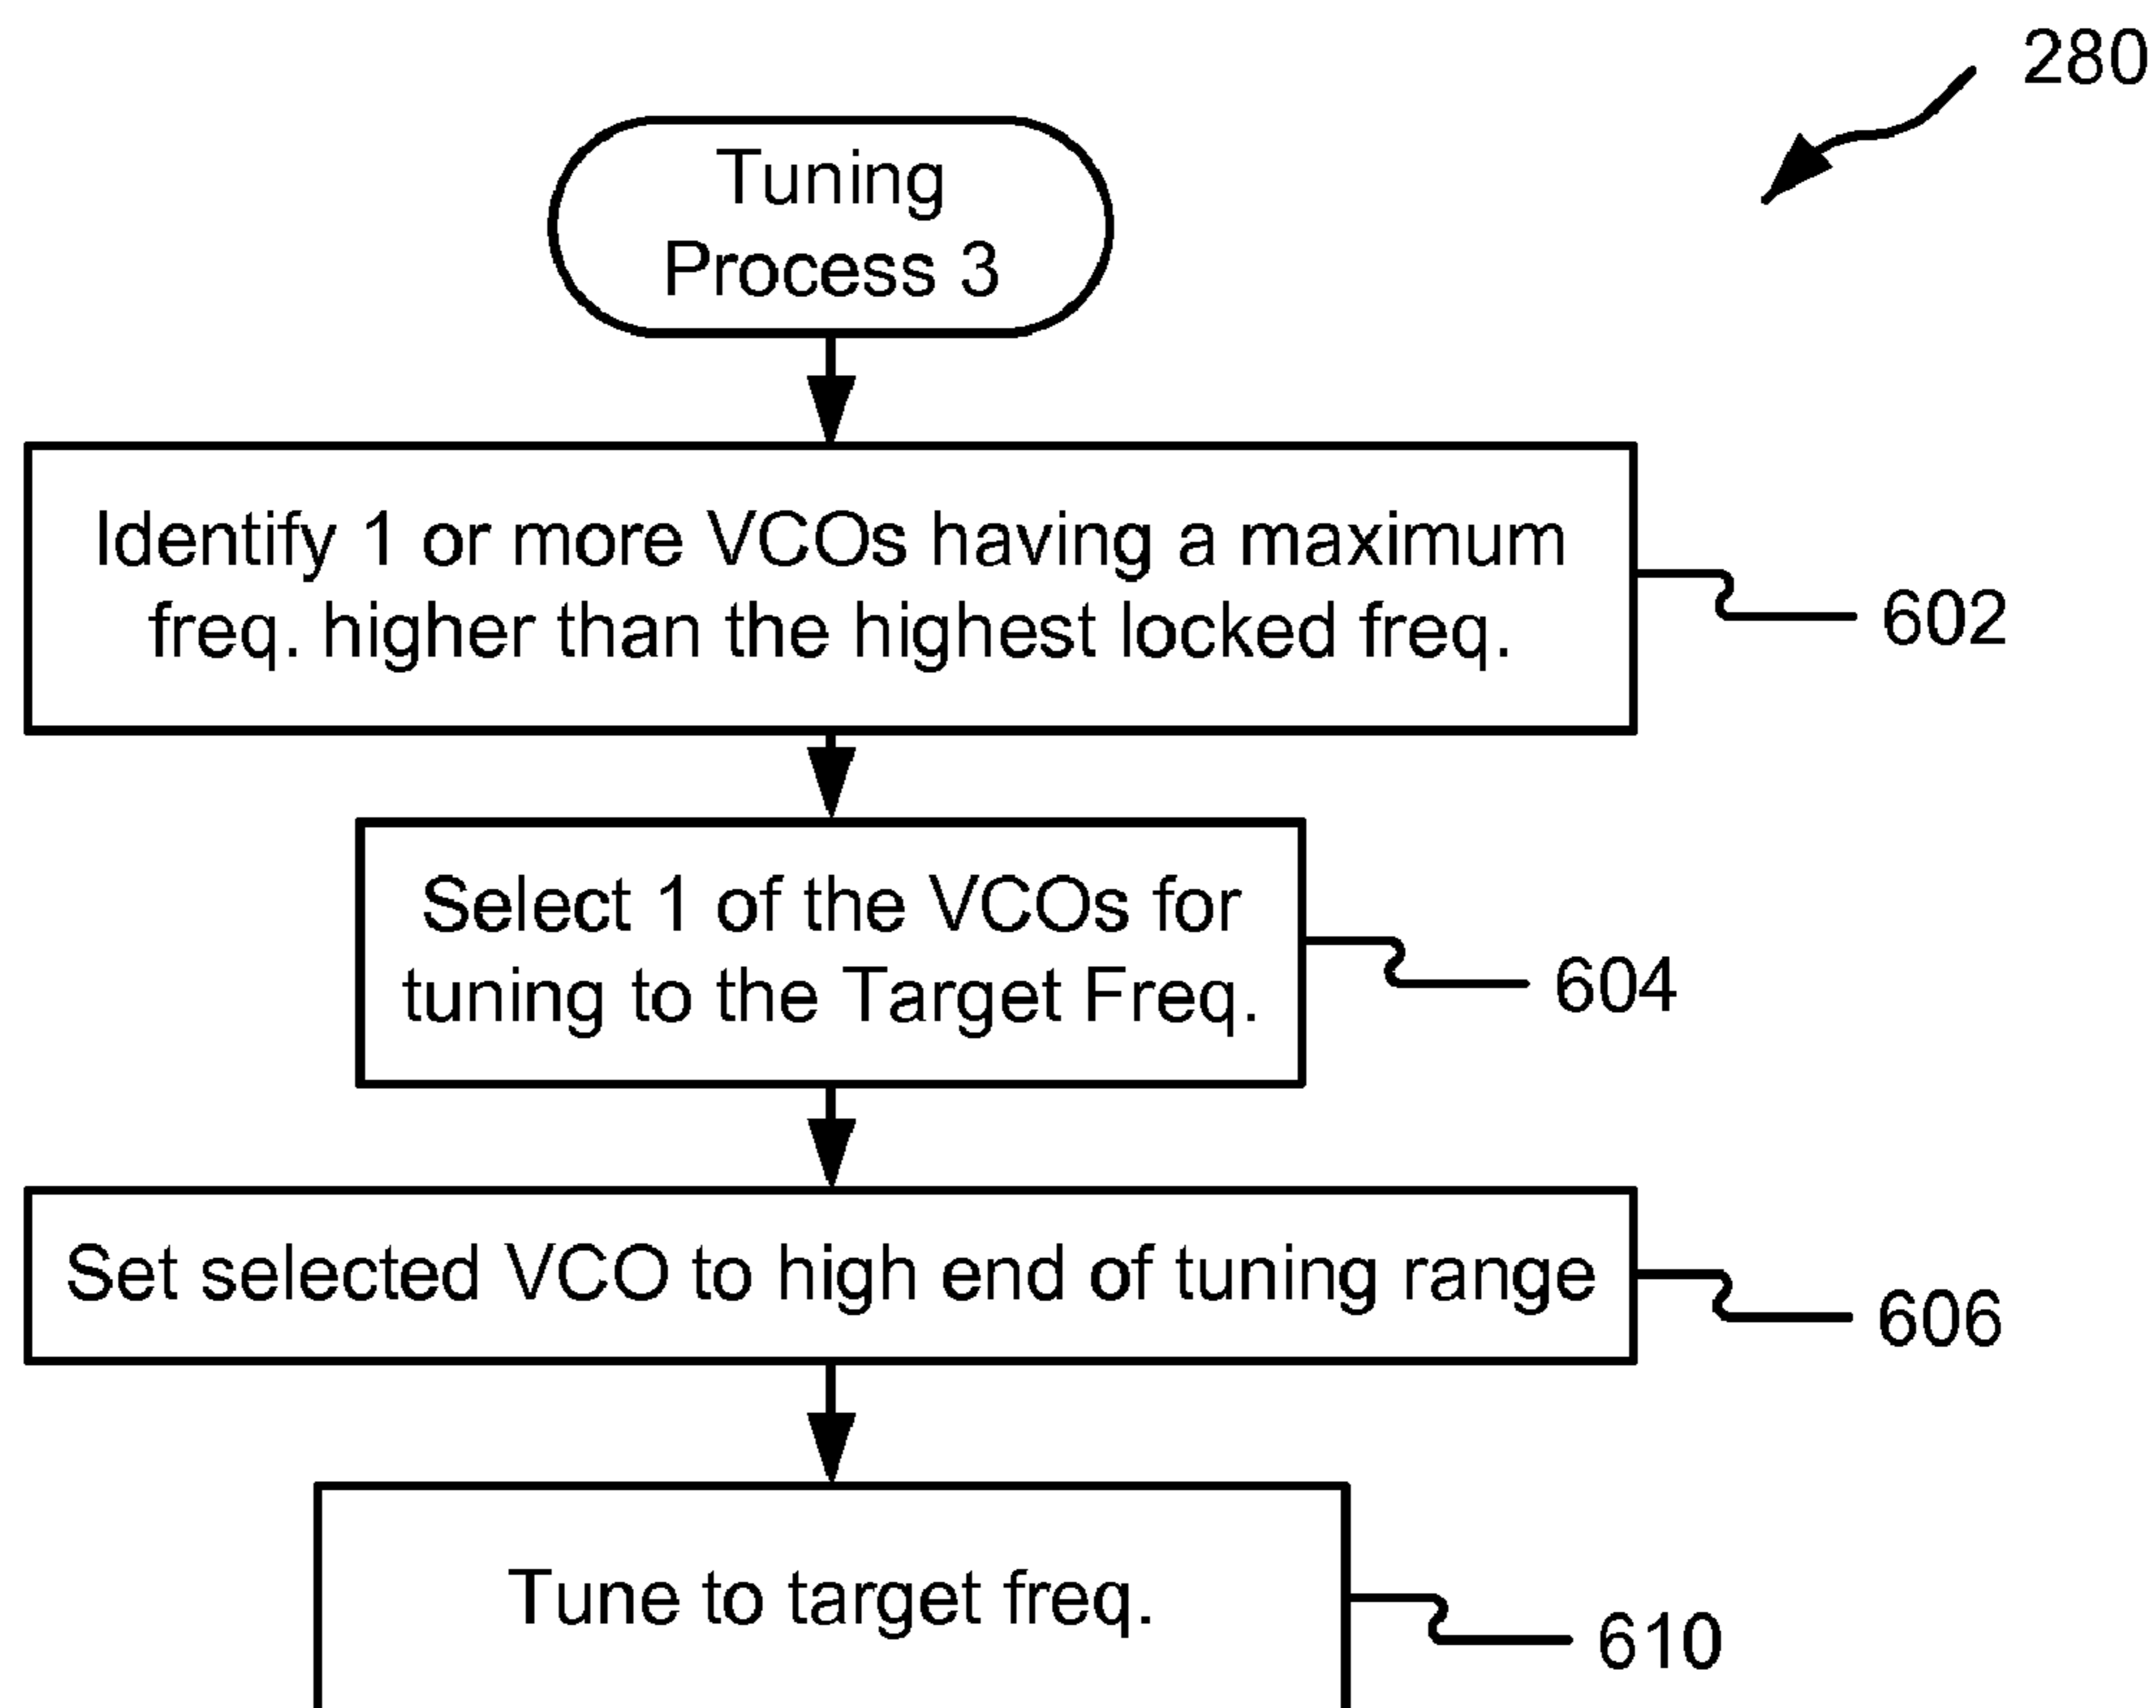 280
Tuning
Process 3
Identify 1 or more VCOs having a maximum
freq. higher than the highest locked freq.
602
Select 1 of the VCOs for
tuning to the Target Freq.
604
Set selected VCO to high end of tuning range
606
Tune to target freq.
610